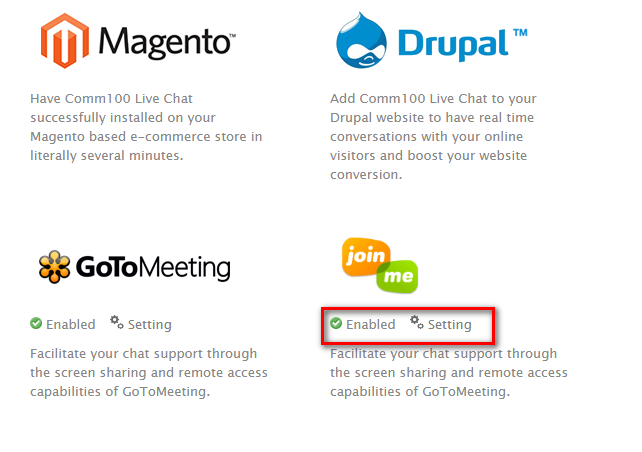 Magento™
Have Comm100 Live Chat
successfully installed on your
Magento based e-commerce store in
literally several minutes.
Drupal™
Add Comm100 Live Chat to your
Drupal website to have real time
conversations with your online
visitors and boost your website
conversion.
GoToMeeting
Enabled Setting
Facilitate your chat support through
the screen sharing and remote access
capabilities of GoToMeeting.
join
me
Enabled Setting
Facilitate your chat support through
the screen sharing and remote access
capabilities of GoToMeeting.